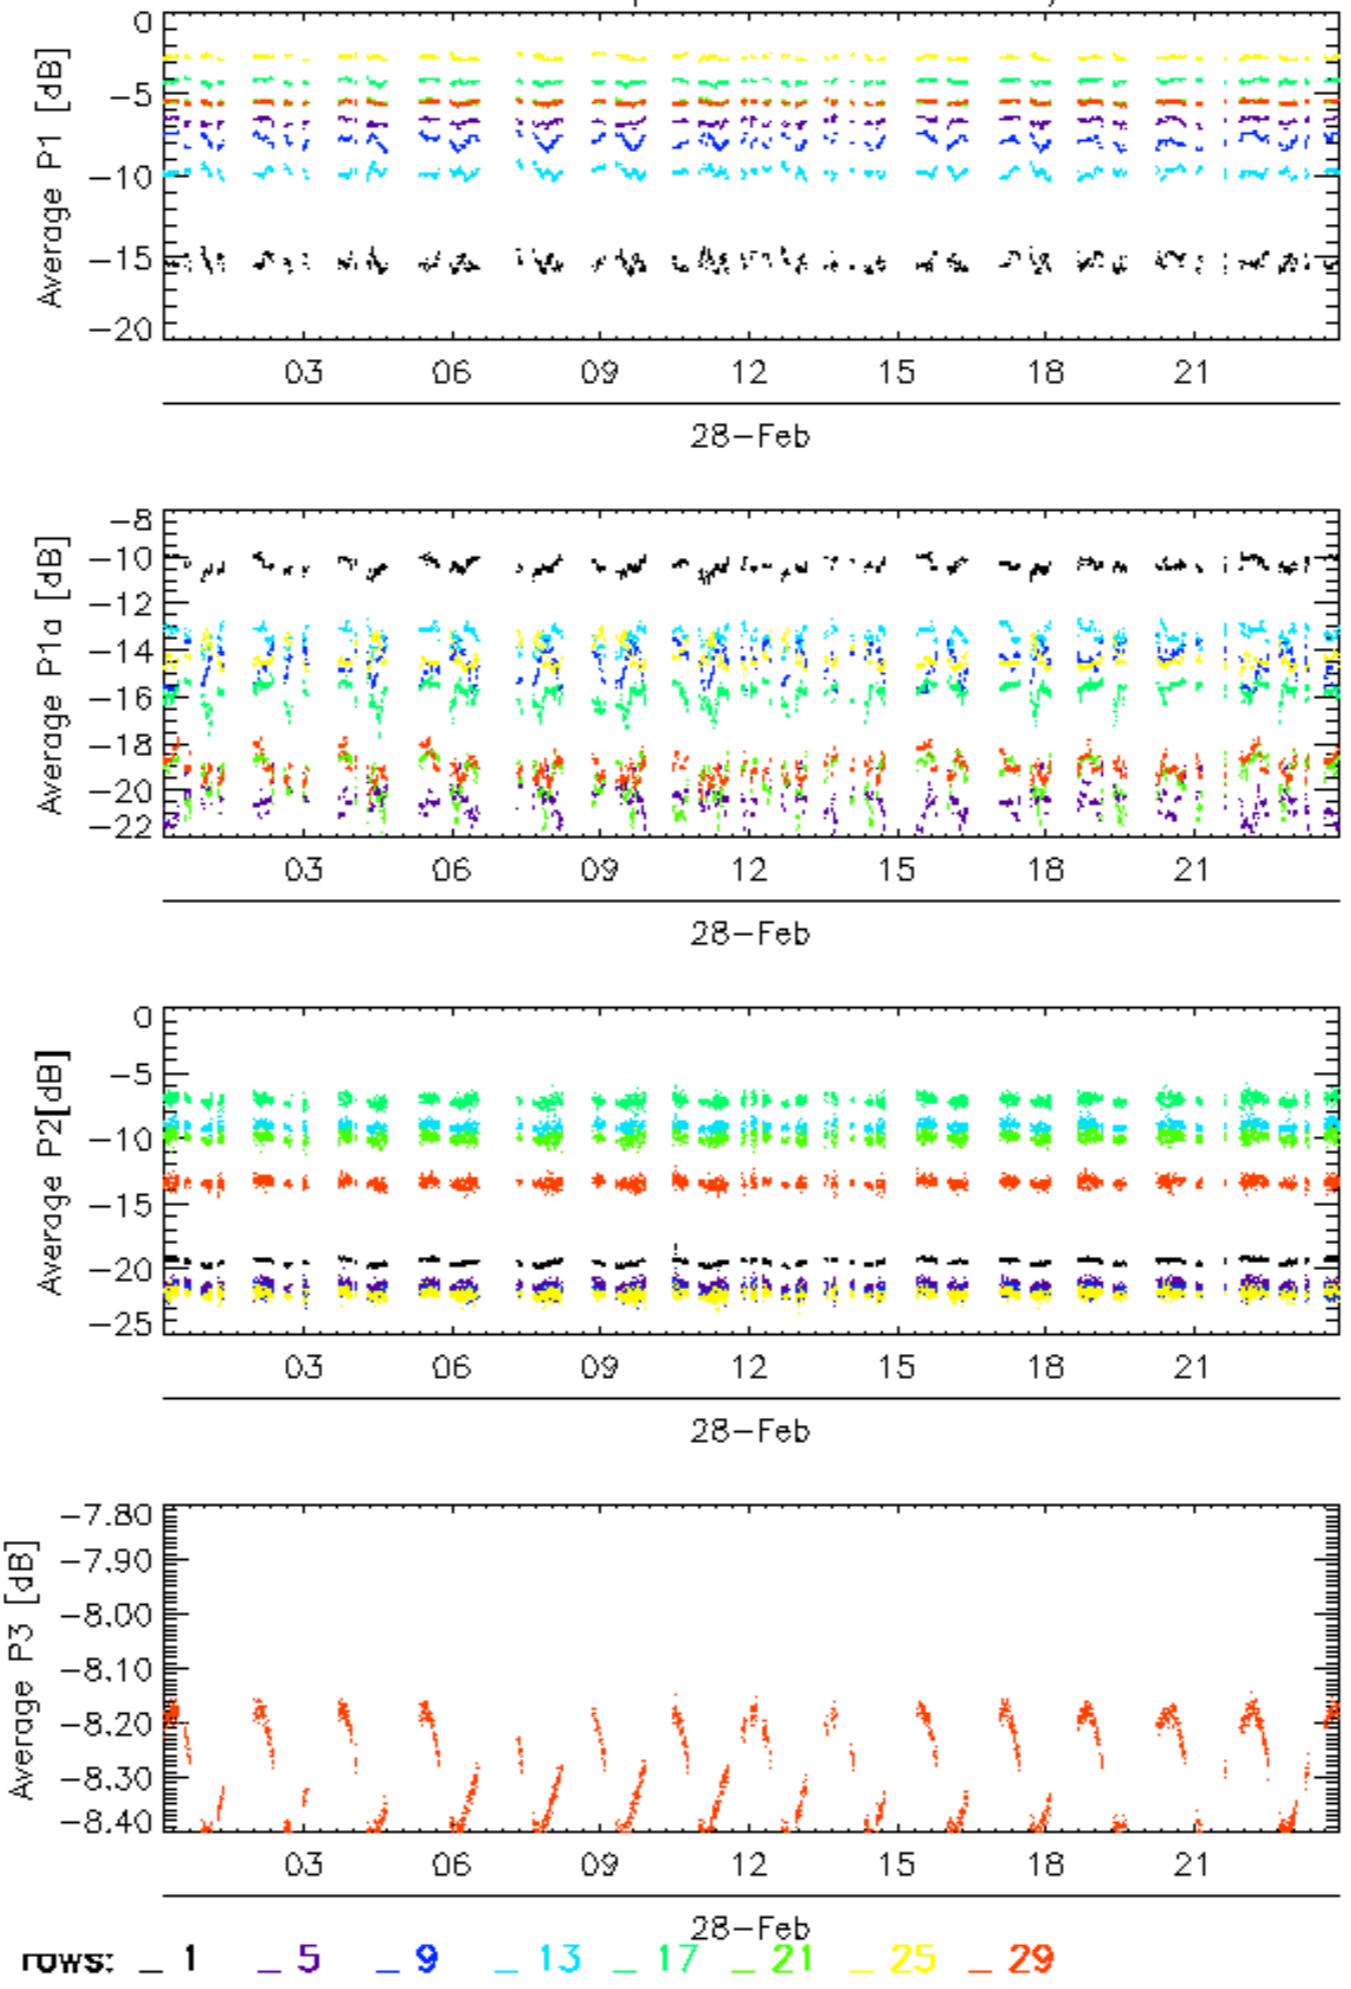 0
−5
−10
−15
−20
Average P1 [dB]
03 06 09 12 15 18 21
28−Feb
−8
−10
−12
−14
−16
−18
−20
−22
Average P1a [dB]
03 06 09 12 15 18 21
28−Feb
0
−5
−10
−15
−20
−25
Average P2[dB]
03 06 09 12 15 18 21
28−Feb
−7.80
−7.90
−8.00
−8.10
−8.20
−8.30
−8.40
Average P3 [dB]
03 06 09 12 15 18 21
28−Feb
rows: _ 1 _ 5 _ 9 _ 13 _ 17 _ 21 _ 25 _ 29